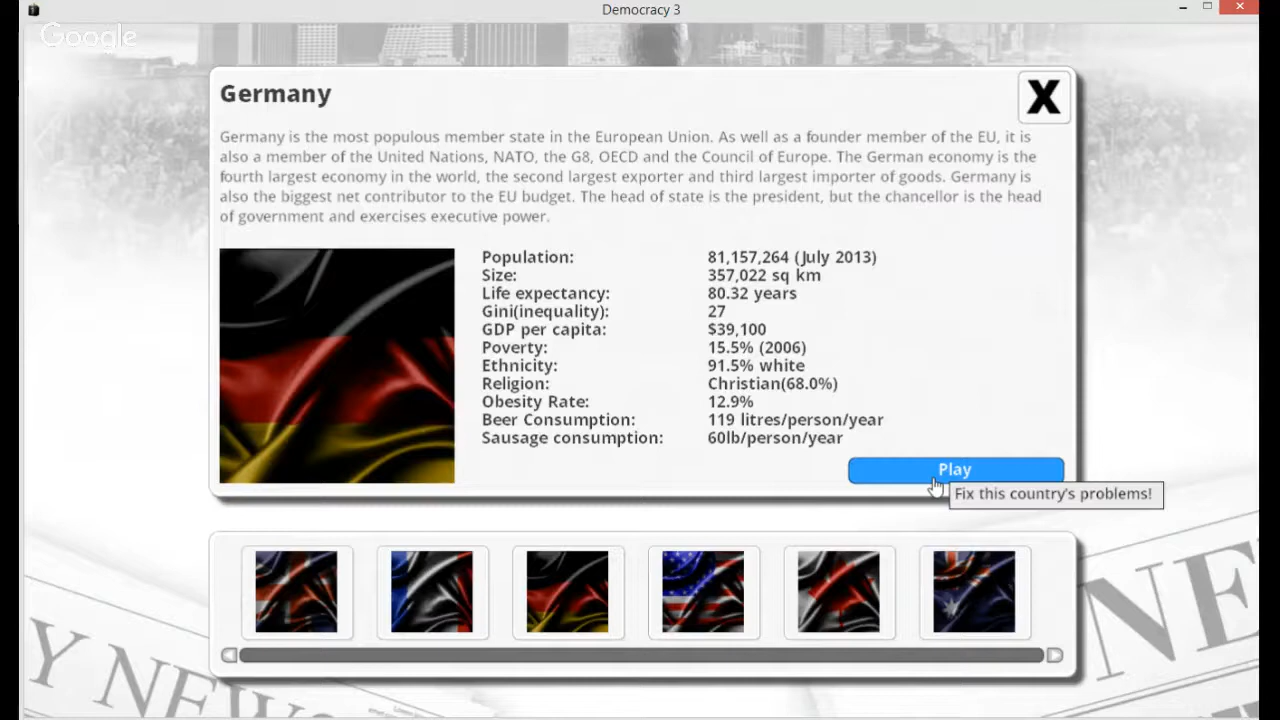 Democracy 3
Google
Germany
X
Germany is the most populous member state in the European Union. As well as a founder member of the EU, it is
also a member of the United Nations, NATO, the G8, OECD and the Council of Europe. The German economy is the
fourth largest economy in the world, the second largest exporter and third largest importer of goods. Germany is
also the biggest net contributor to the EU budget. The head of state is the president, but the chancellor is the head
of government and exercises executive power.
Population: 81,157,264 (July 2013)
Size: 357,022 sq km
Life expectancy: 80.32 years
Gini(inequality): 27
GDP per capita: $39,100
Poverty: 15.5% (2006)
Ethnicity: 91.5% white
Religion: Christian(68.0%)
Obesity Rate: 12.9%
Beer Consumption: 119 litres/person/year
Sausage consumption: 60lb/person/year
Play
Fix this country's problems!
Y NEWS
NE